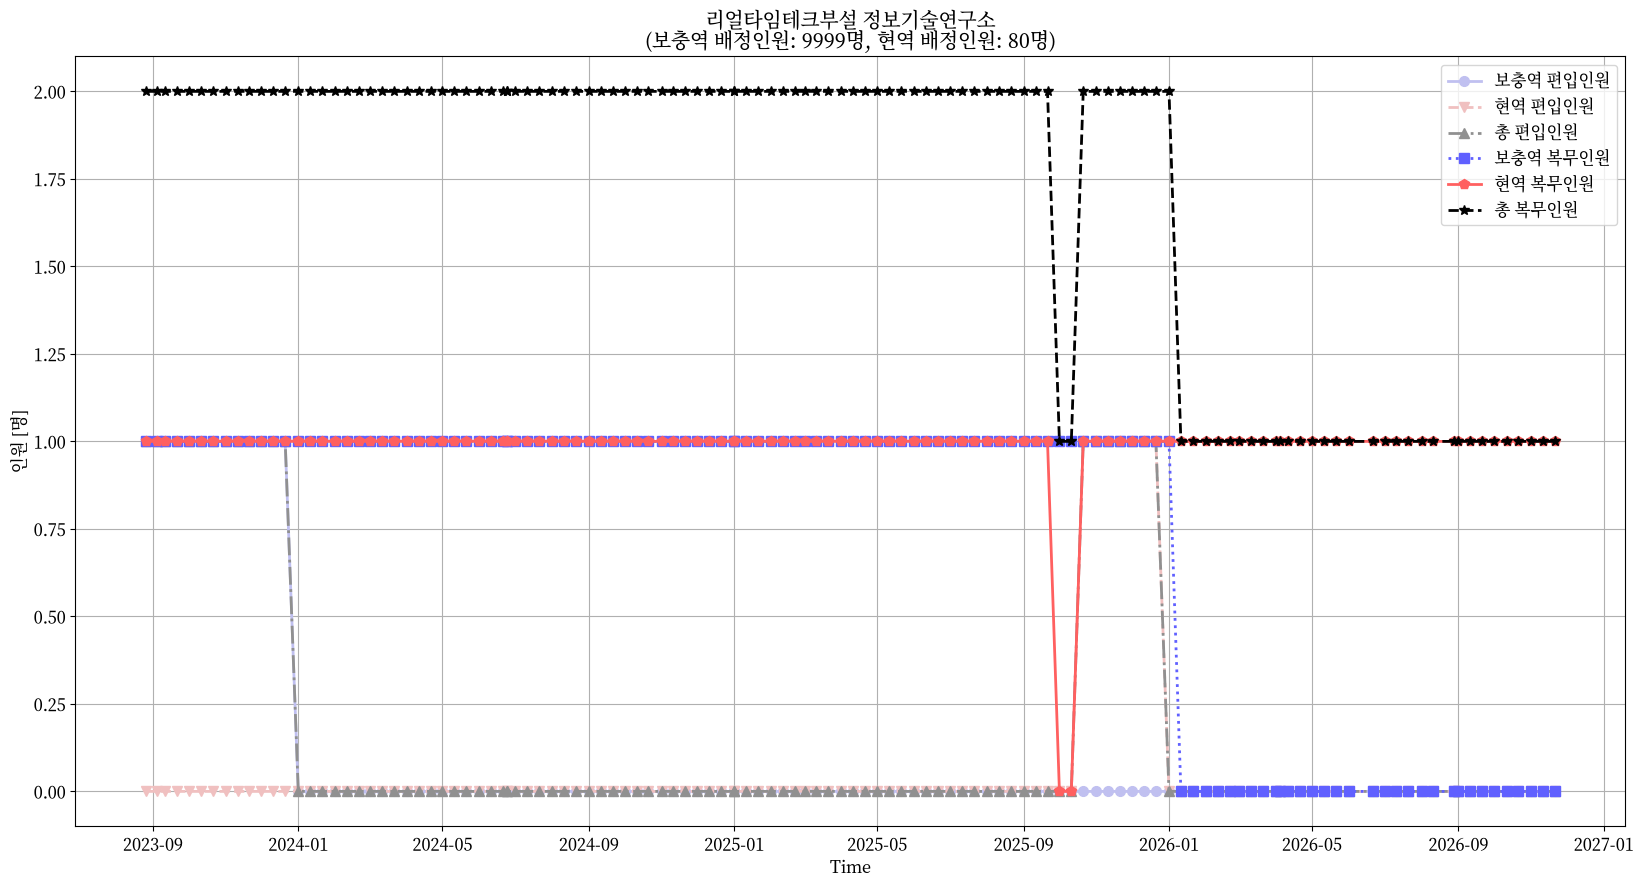 리얼타임테크부설 정보기술연구소
(보충역 배정인원: 9999명, 현역 배정인원: 80명)
보충역 편입인원
현역 편입인원
총 편입인원
보충역 복무인원
현역 복무인원
총 복무인원
인원 [명]
2.00
1.75
1.50
1.25
1.00
0.75
0.50
0.25
0.00
2023-09
2024-01
2024-05
2024-09
2025-01
2025-05
2025-09
2026-01
2026-05
2026-09
2027-01
Time